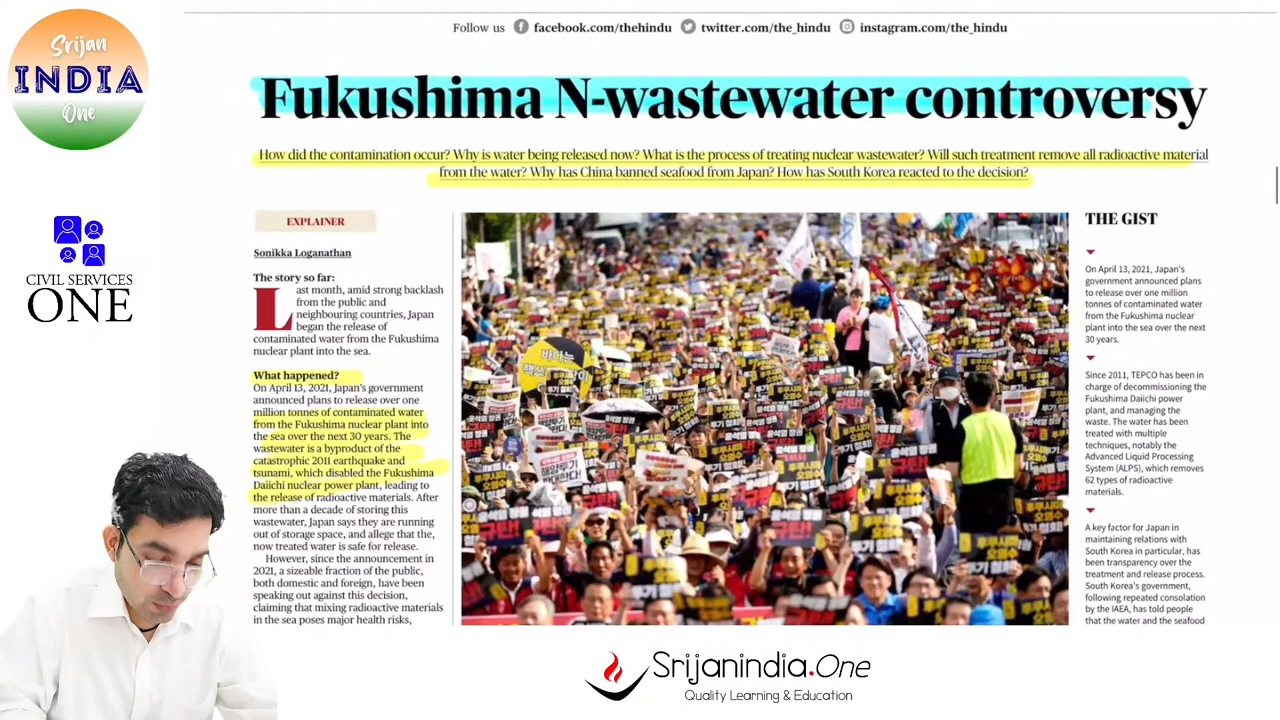 Srijan
INDIA
One
CIVIL SERVICES
ONE
Follow us facebook.com/thehindu twitter.com/the_hindu instagram.com/the_hindu
Fukushima N-wastewater controversy
How did the contamination occur? Why is water being released now? What is the process of treating nuclear wastewater? Will such treatment remove all radioactive material
from the water? Why has China banned seafood from Japan? How has South Korea reacted to the decision?
EXPLAINER
Sonikka Loganathan
The story so far:
Last month, amid strong backlash
from the public and
neighbouring countries, Japan
began the release of
contaminated water from the Fukushima
nuclear plant into the sea.
What happened?
On April 13, 2021, Japan's government
announced plans to release over one
million tonnes of contaminated water
from the Fukushima nuclear plant into
the sea over the next 30 years. The
wastewater is a byproduct of the
catastrophic 2011 earthquake and
tsunami, which disabled the Fukushima
Daiichi nuclear power plant, leading to
the release of radioactive materials. After
more than a decade of storing this
wastewater, Japan says they are running
out of storage space, and allege that the,
now treated water is safe for release.
However, since the announcement in
2021, a sizeable fraction of the public,
both domestic and foreign, have been
speaking out against this decision,
claiming that mixing radioactive materials
in the sea poses major health risks,
바다는
후쿠시마
오염수
규탄!
THE GIST
On April 13, 2021, Japan's
government announced plans
to release over one million
tonnes of contaminated water
from the Fukushima nuclear
plant into the sea over the next
30 years.
Since 2011, TEPCO has been in
charge of decommissioning the
Fukushima Daiichi power
plant, and managing the
waste. The water has been
treated with multiple
techniques, notably the
Advanced Liquid Processing
System (ALPS), which removes
62 types of radioactive
materials.
A key factor for Japan in
maintaining relations with
South Korea in particular, has
been transparency over the
treatment and release process.
South Korea's government,
following repeated consolation
by the IAEA, has told people
that the water and the seafood
Srijanindia.One
Quality Learning & Education